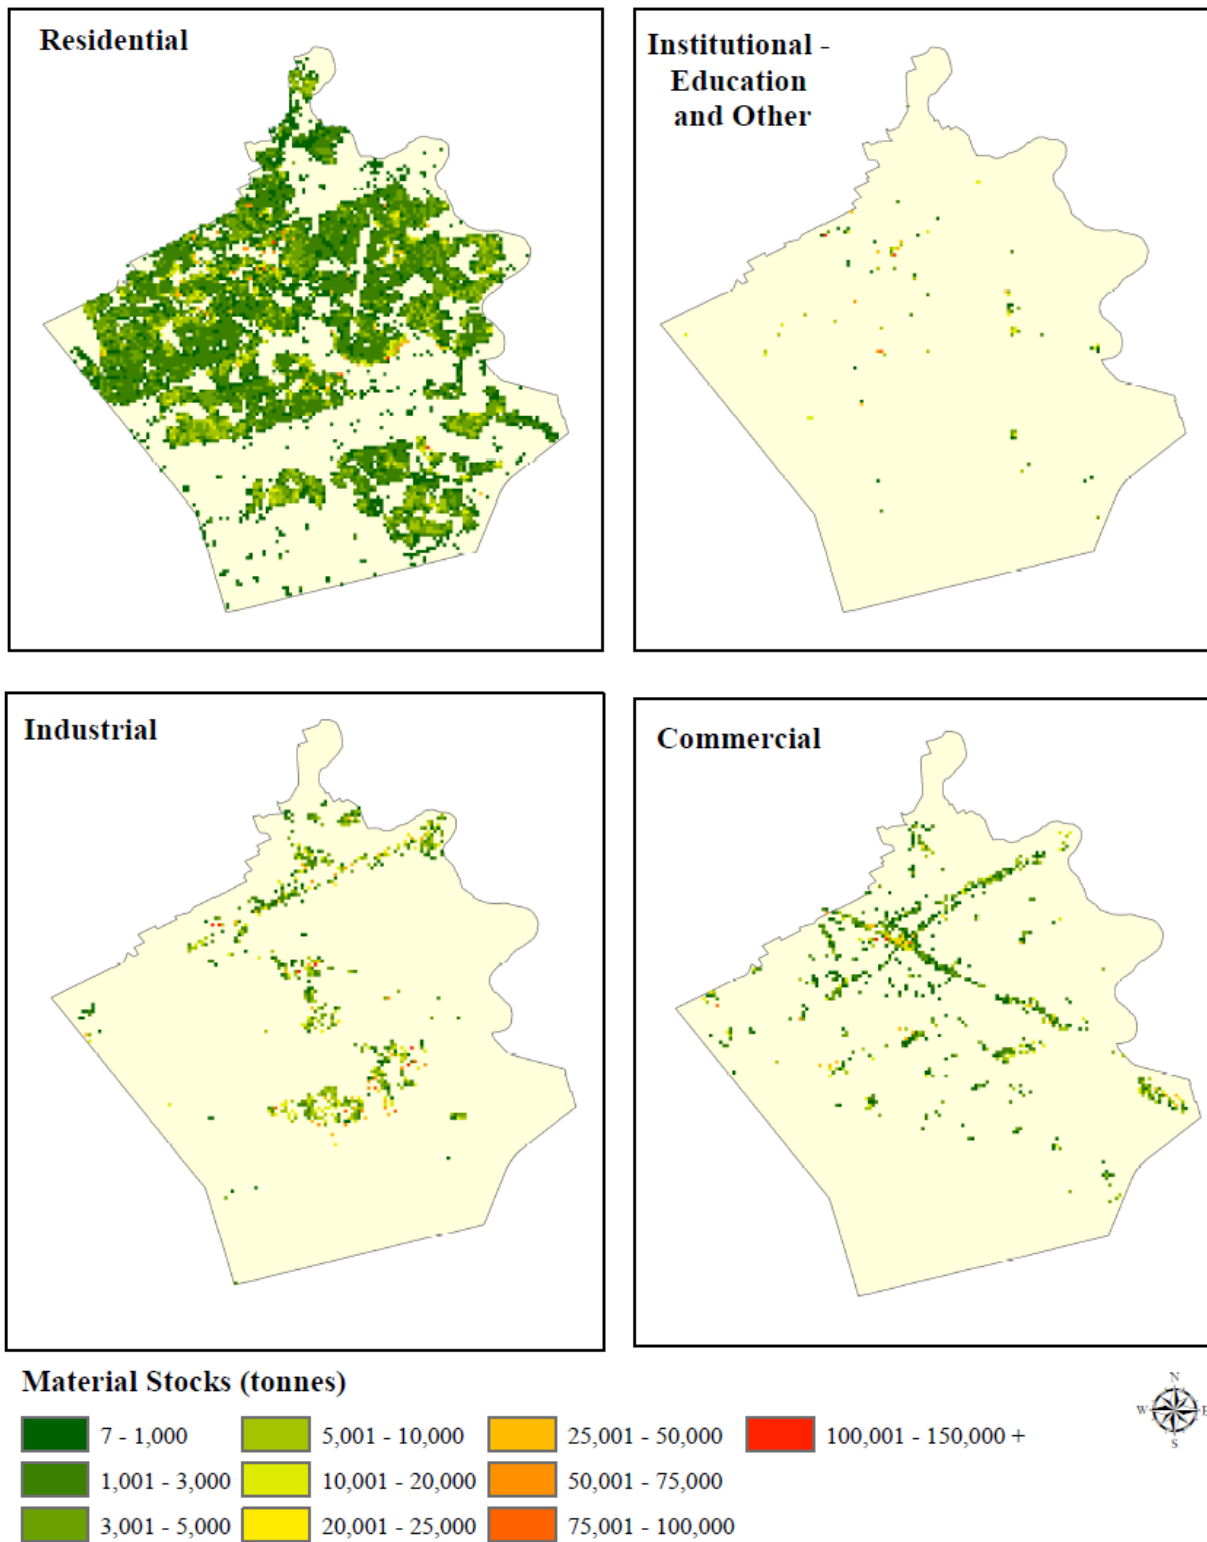 Residential
Institutional -
Education
and Other
Industrial
Commercial
Material Stocks (tonnes)
7 - 1,000
5,001 - 10,000
25,001 - 50,000
100,001 - 150,000 +
1,001 - 3,000
10,001 - 20,000
50,001 - 75,000
3,001 - 5,000
20,001 - 25,000
75,001 - 100,000
N
W
E
S